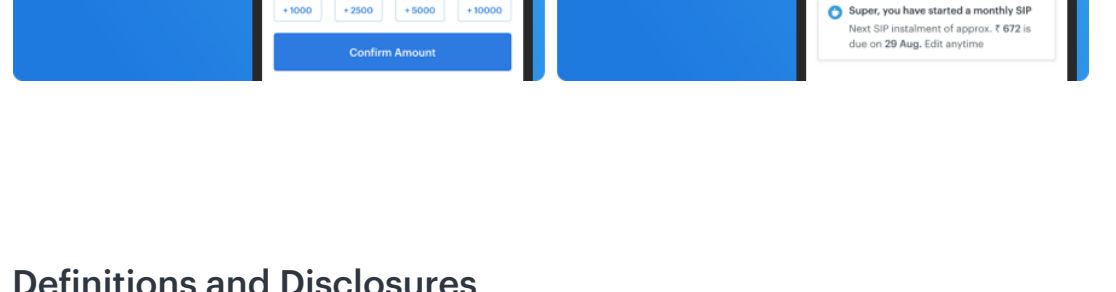 + 1000 + 2500 + 5000 + 10000
Confirm Amount
Super, you have started a monthly SIP
Next SIP instalment of approx. ₹ 672 is
due on 29 Aug. Edit anytime
Definitions and Disclosures